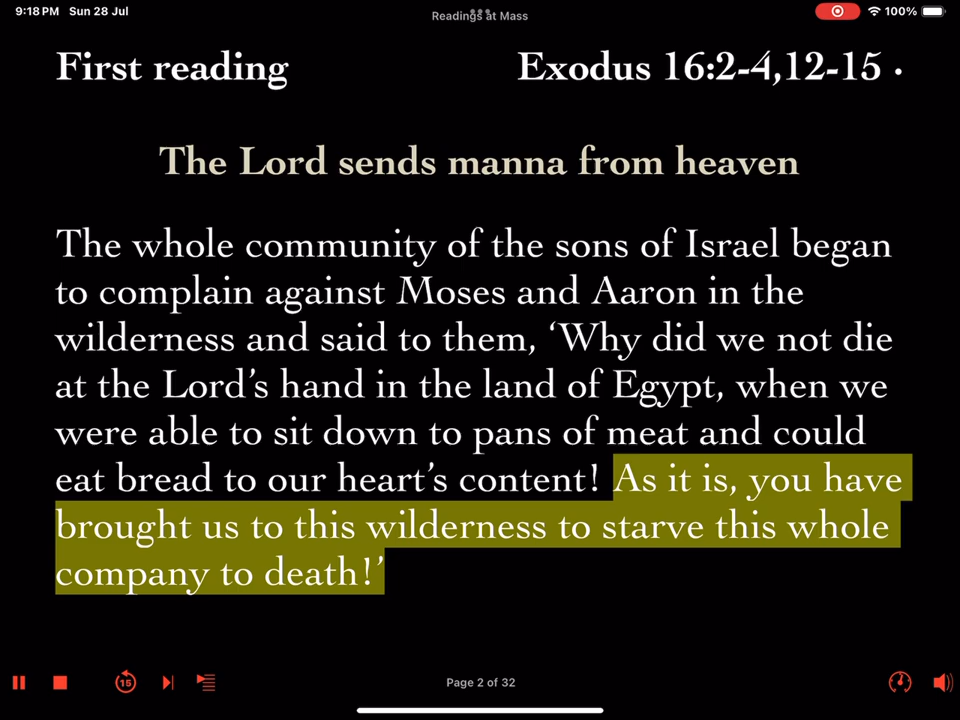 9:18 PM Sun 28 Jul
Readings at Mass
100%
First reading
Exodus 16:2-4,12-15 •
The Lord sends manna from heaven
The whole community of the sons of Israel began
to complain against Moses and Aaron in the
wilderness and said to them, ‘Why did we not die
at the Lord’s hand in the land of Egypt, when we
were able to sit down to pans of meat and could
eat bread to our heart’s content! As it is, you have
brought us to this wilderness to starve this whole
company to death!’
15
Page 2 of 32